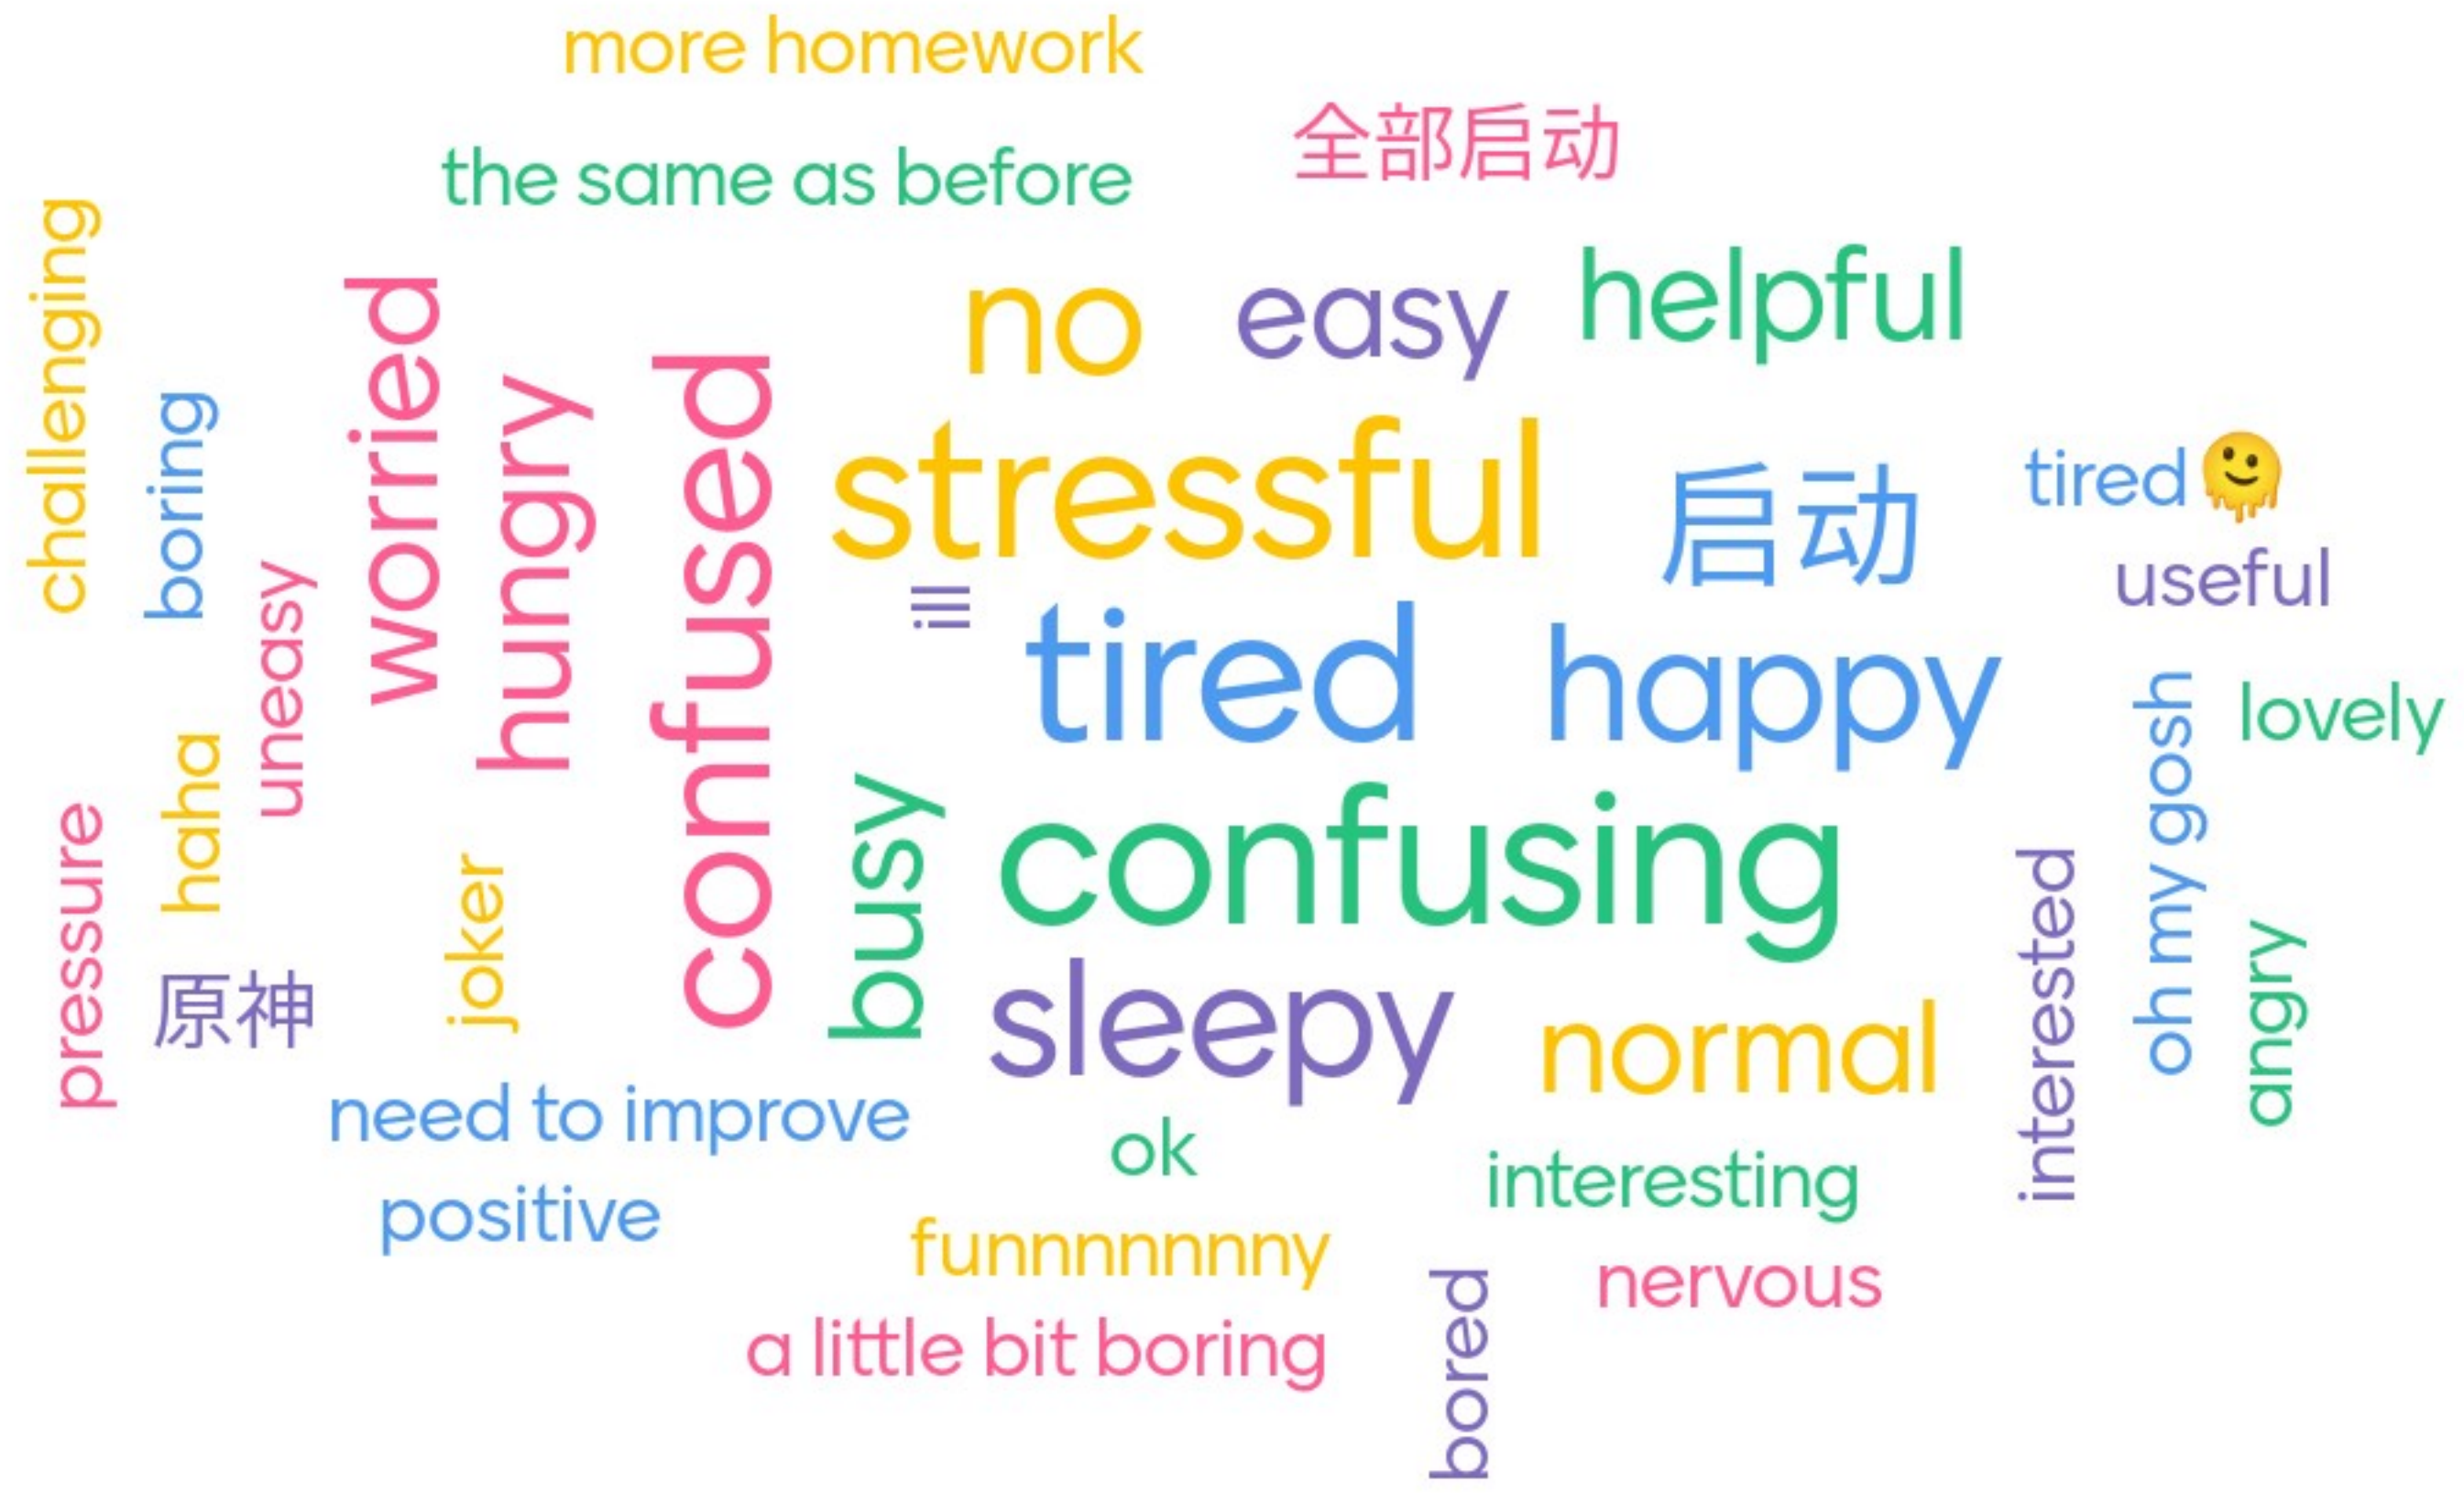 more homework
全部启动
the same as before
challenging
boring
worried
hungry
confused
no
easy
helpful
stressful
启动
tired🫠
useful
uneasy
ill
tired
happy
lovely
oh my gosh
haha
pressure
joker
busy
confusing
原神
sleepy
normal
interested
angry
need to improve
ok
interesting
positive
funnnnnnnny
nervous
a little bit boring
bored